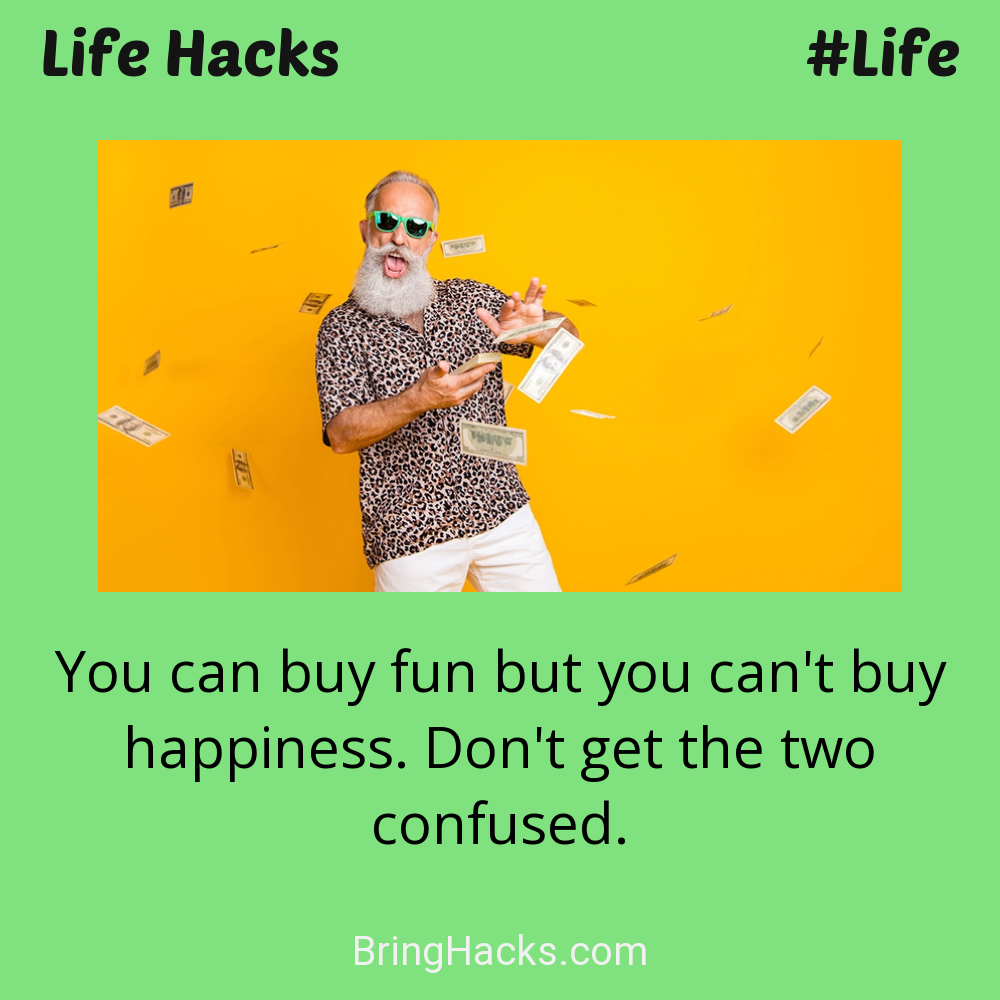 Life Hacks
#Life
You can buy fun but you can't buy
happiness. Don't get the two
confused.
BringHacks.com